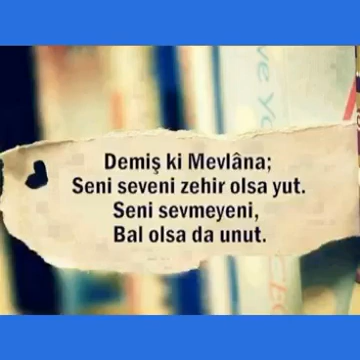 Demiş ki Mevlâna;
Seni seveni zehir olsa yut.
Seni sevmeyeni,
Bal olsa da unut.